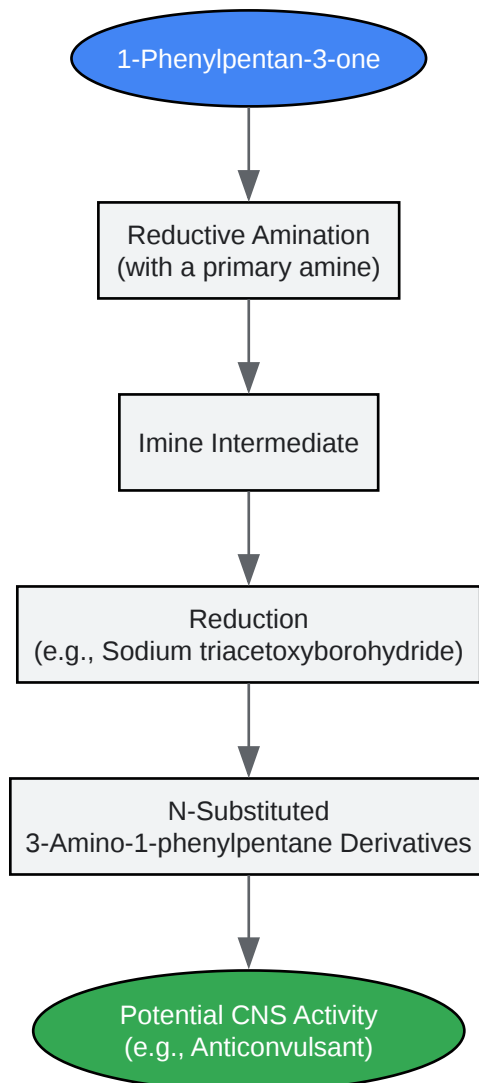 1-Phenylpentan-3-one
Reductive Amination
(with a primary amine)
Imine Intermediate
Reduction
(e.g., Sodium triacetoxyborohydride)
N-Substituted
3-Amino-1-phenylpentane Derivatives
Potential CNS Activity
(e.g., Anticonvulsant)